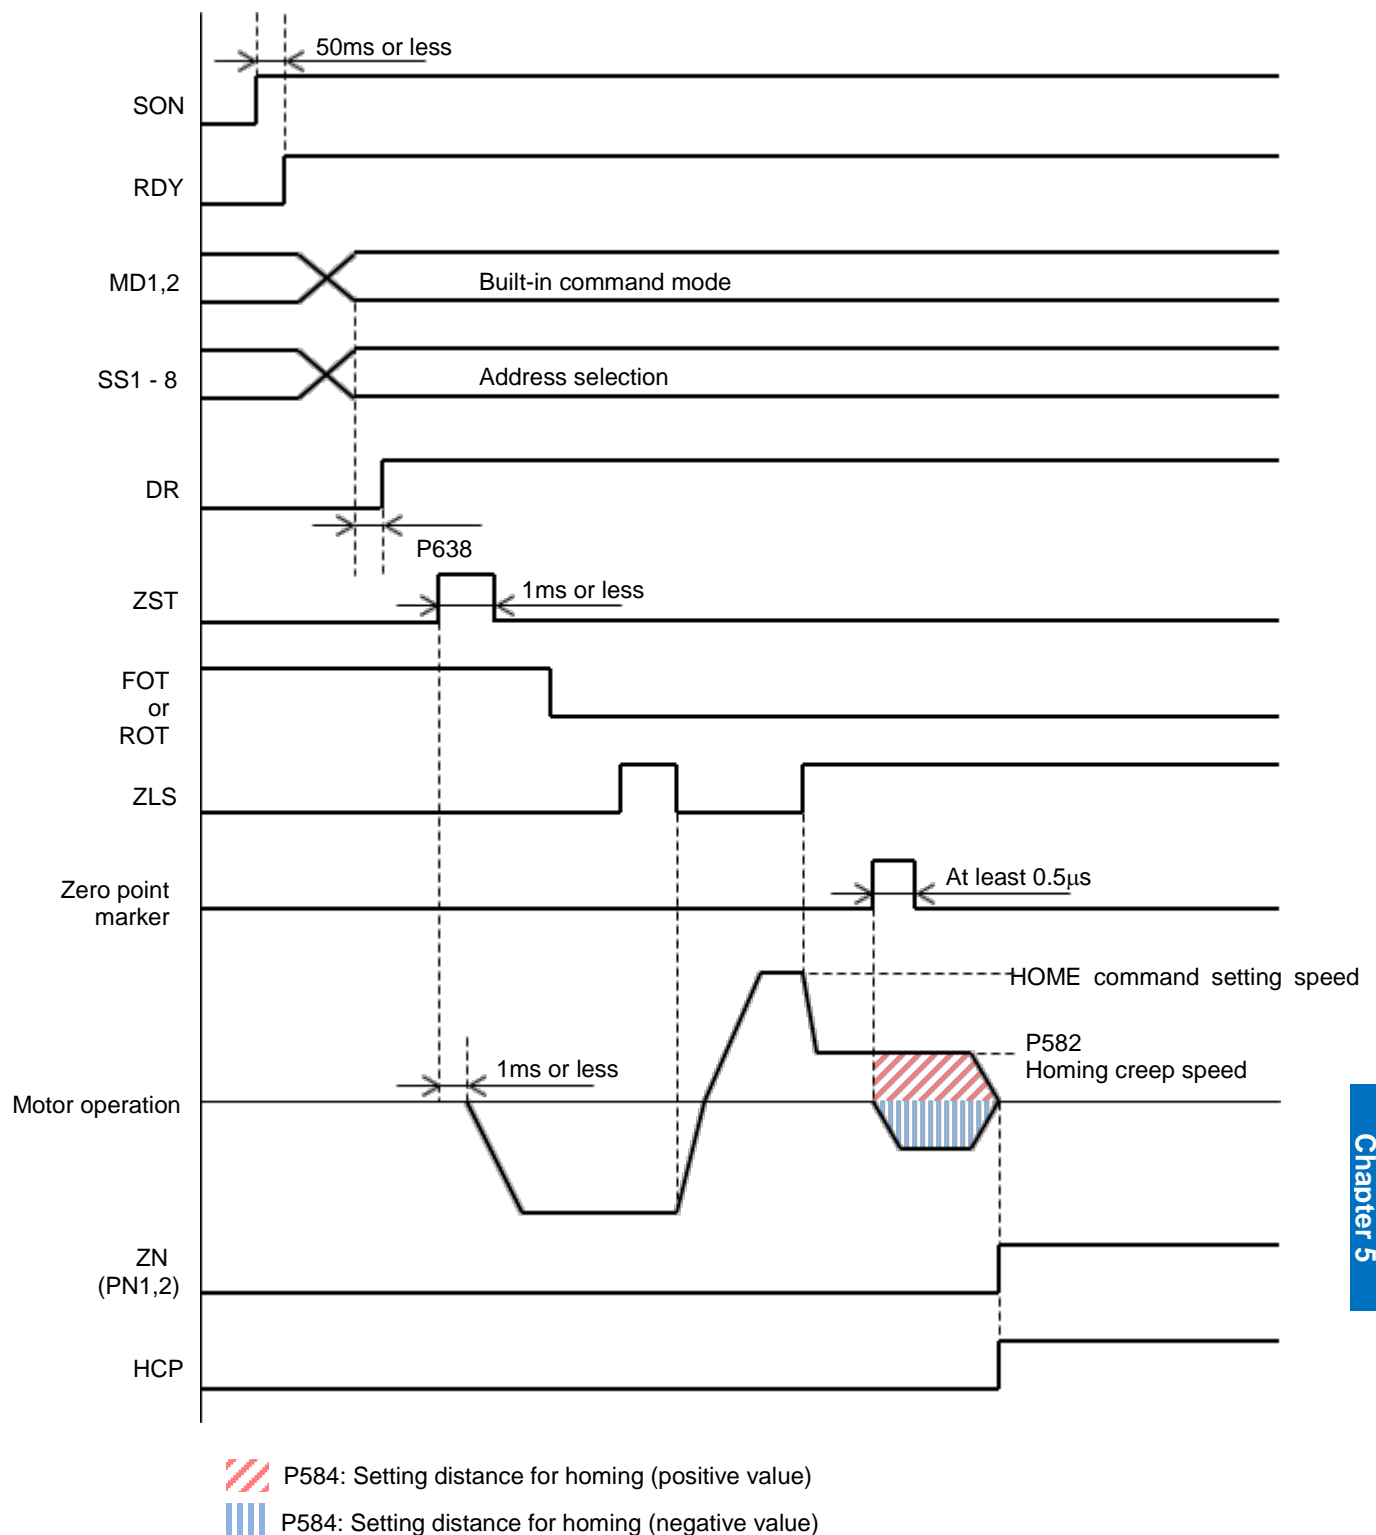 50ms or less
SON
RDY
MD1,2
Built-in command mode
SS1 - 8
Address selection
DR
P638
ZST
1ms or less
FOT
or
ROT
ZLS
Zero point
marker
At least 0.5μs
HOME command setting speed
P582
Homing creep speed
1ms or less
Motor operation
Chapter 5
ZN
(PN1,2)
HCP
P584: Setting distance for homing (positive value)
P584: Setting distance for homing (negative value)